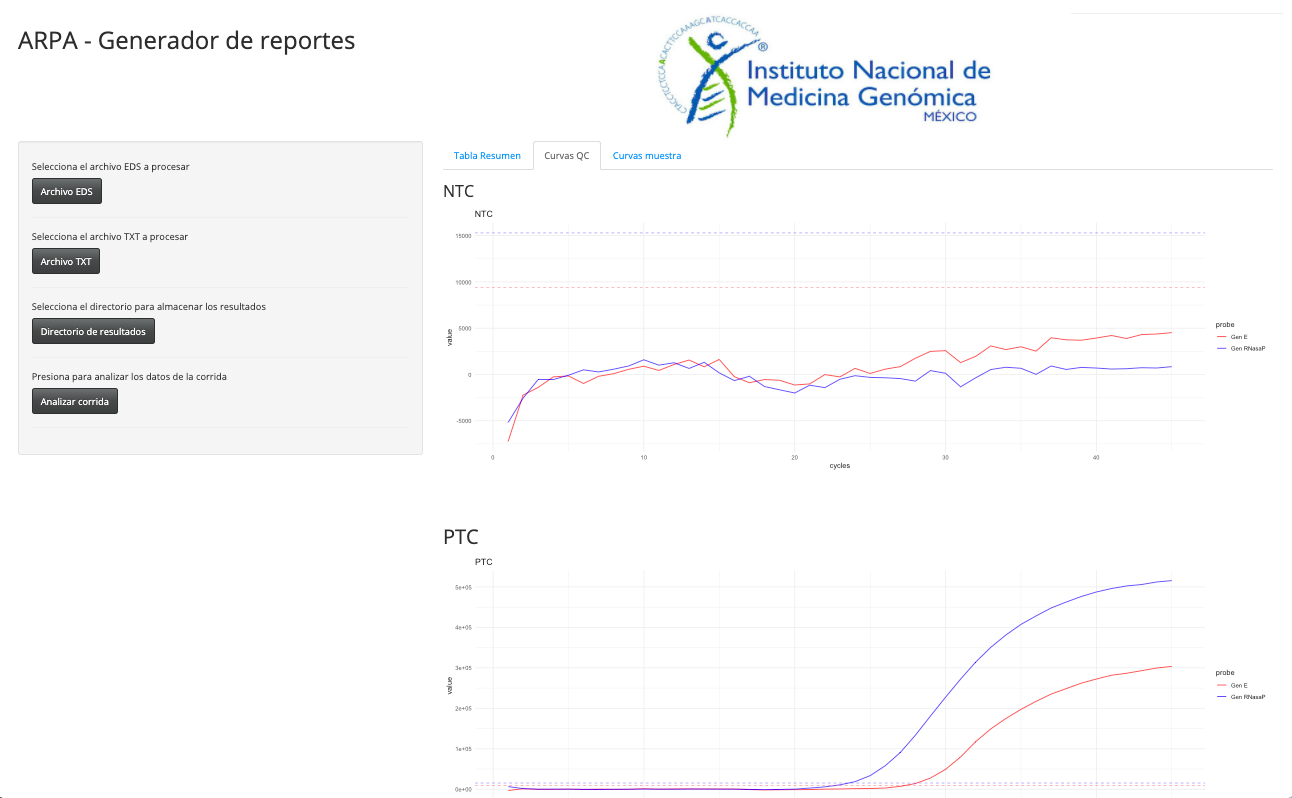 ARPA - Generador de reportes
Instituto Nacional de
Medicina Genómica
MÉXICO
®
Selecciona el archivo EDS a procesar
Archivo EDS
Selecciona el archivo TXT a procesar
Archivo TXT
Selecciona el directorio para almacenar los resultados
Directorio de resultados
Presiona para analizar los datos de la corrida
Analizar corrida
Tabla Resumen
Curvas QC
Curvas muestra
NTC
NTC
15000
10000
5000
0
-5000
value
0
10
20
30
40
cycles
probe
Gen E
Gen RNasaP
PTC
PTC
5e+05
4e+05
3e+05
2e+05
1e+05
0e+00
value
probe
Gen E
Gen RNasaP